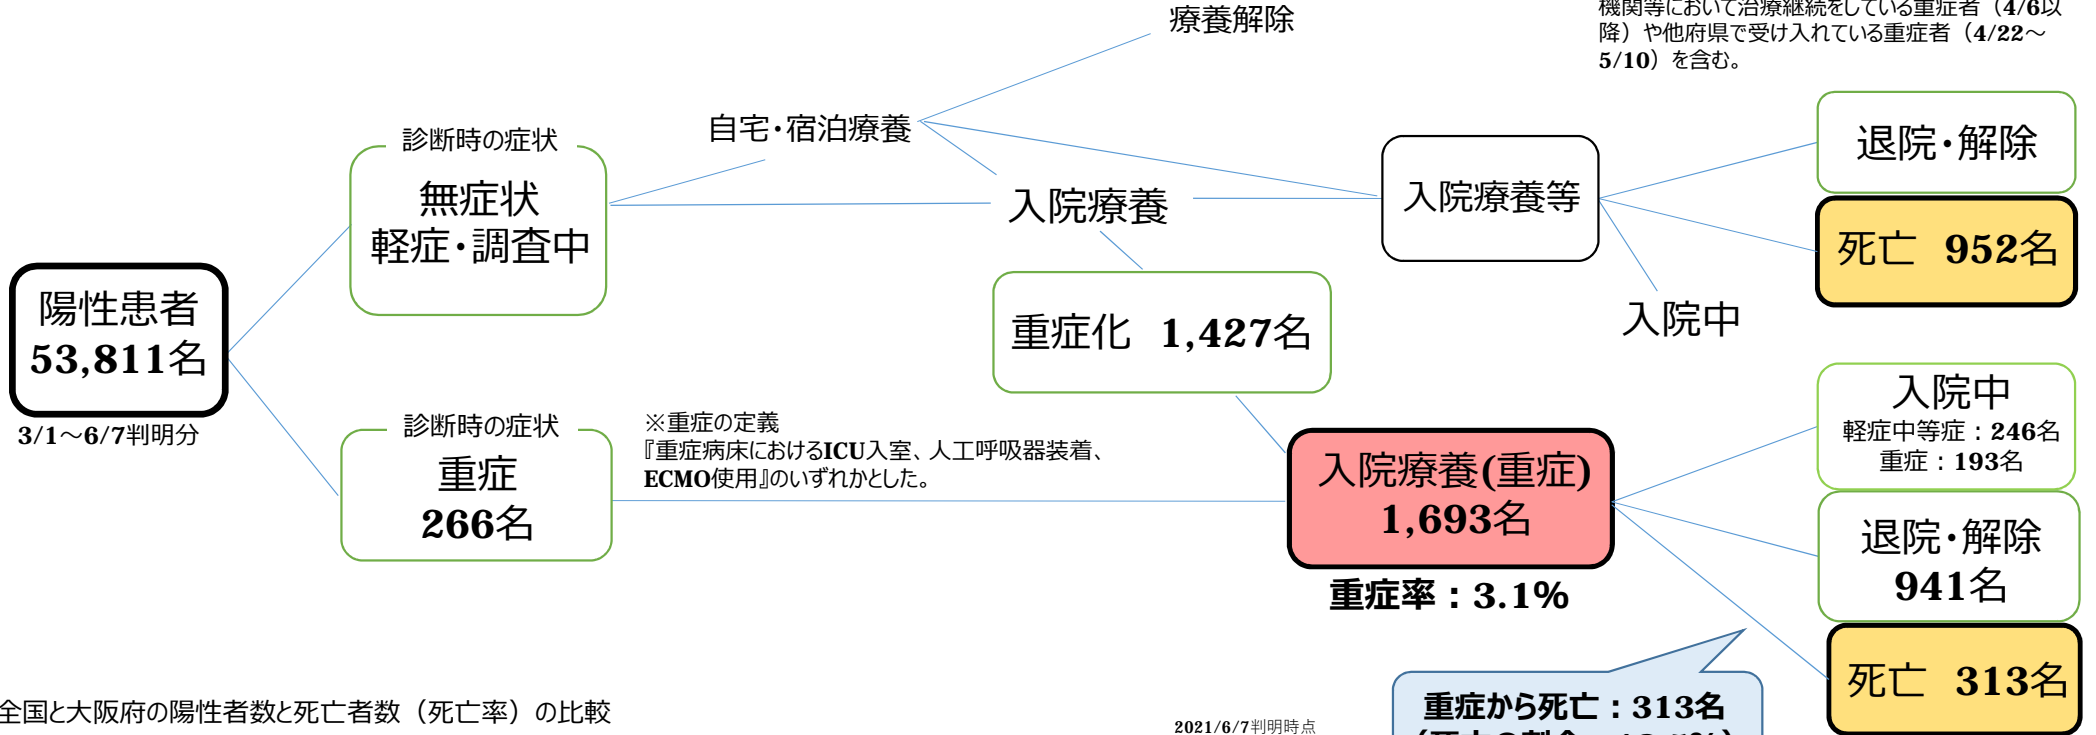 療養解除
機関等において治療継続をしている重症者（4/6以
降）や他府県で受け入れている重症者（4/22～
5/10）を含む。
自宅・宿泊療養
診断時の症状
無症状
軽症・調査中
入院療養
入院療養等
退院・解除
死亡 952名
入院中
陽性患者
53,811名
3/1～6/7判明分
重症化 1,427名
診断時の症状
重症
266名
※重症の定義
『重症病床におけるICU入室、人工呼吸器装着、
ECMO使用』のいずれかとした。
入院療養(重症)
1,693名
重症率：3.1%
入院中
軽症中等症：246名
重症：193名
退院・解除
941名
死亡 313名
重症から死亡：313名
全国と大阪府の陽性者数と死亡者数（死亡率）の比較
2021/6/7判明時点